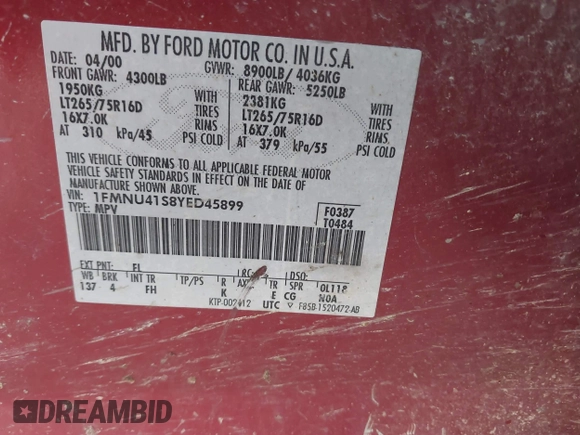 MFD. BY FORD MOTOR CO. IN U.S.A.
DATE: 04/00 GVWR: 8900LB/ 4036KG
FRONT GAWR: 4300LB REAR GAWR: 5250LB
1950KG WITH 2381KG WITH
LT265/75R16D TIRES LT265/75R16D TIRES
16X7.0K RIMS 16X7.0K RIMS
AT 310 kPa/45 PSI COLD AT 379 kPa/55 PSI COLD
THIS VEHICLE CONFORMS TO ALL APPLICABLE FEDERAL MOTOR
VEHICLE SAFETY STANDARDS IN EFFECT ON THE DATE OF
MANUFACTURE SHOWN ABOVE.
VIN: 1FMNU41S8YED45899
TYPE: MPV
F0387
T0484
EXT PNT: FL RC: DSO:
WB BRK INT TR TP/PS R AX TR SPR 0L118
137 4 FH K E CG N0A
KTP-002412 UTC F85B-1520472-AB
DREAMBID